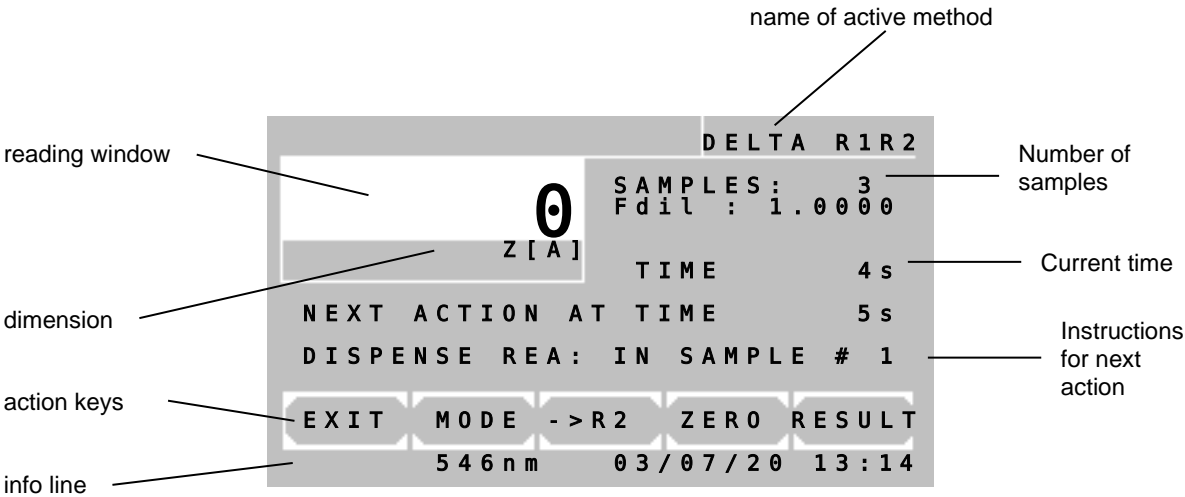 name of active method
DELTA R1R2
reading window
Number of
samples
SAMPLES: 3
Fdil : 1.0000
0
Z[A]
TIME 4s
Current time
dimension
NEXT ACTION AT TIME 5s
DISPENSE REA: IN SAMPLE # 1
Instructions
for next
action
action keys
EXIT MODE ->R2 ZERO RESULT
546nm 03/07/20 13:14
info line